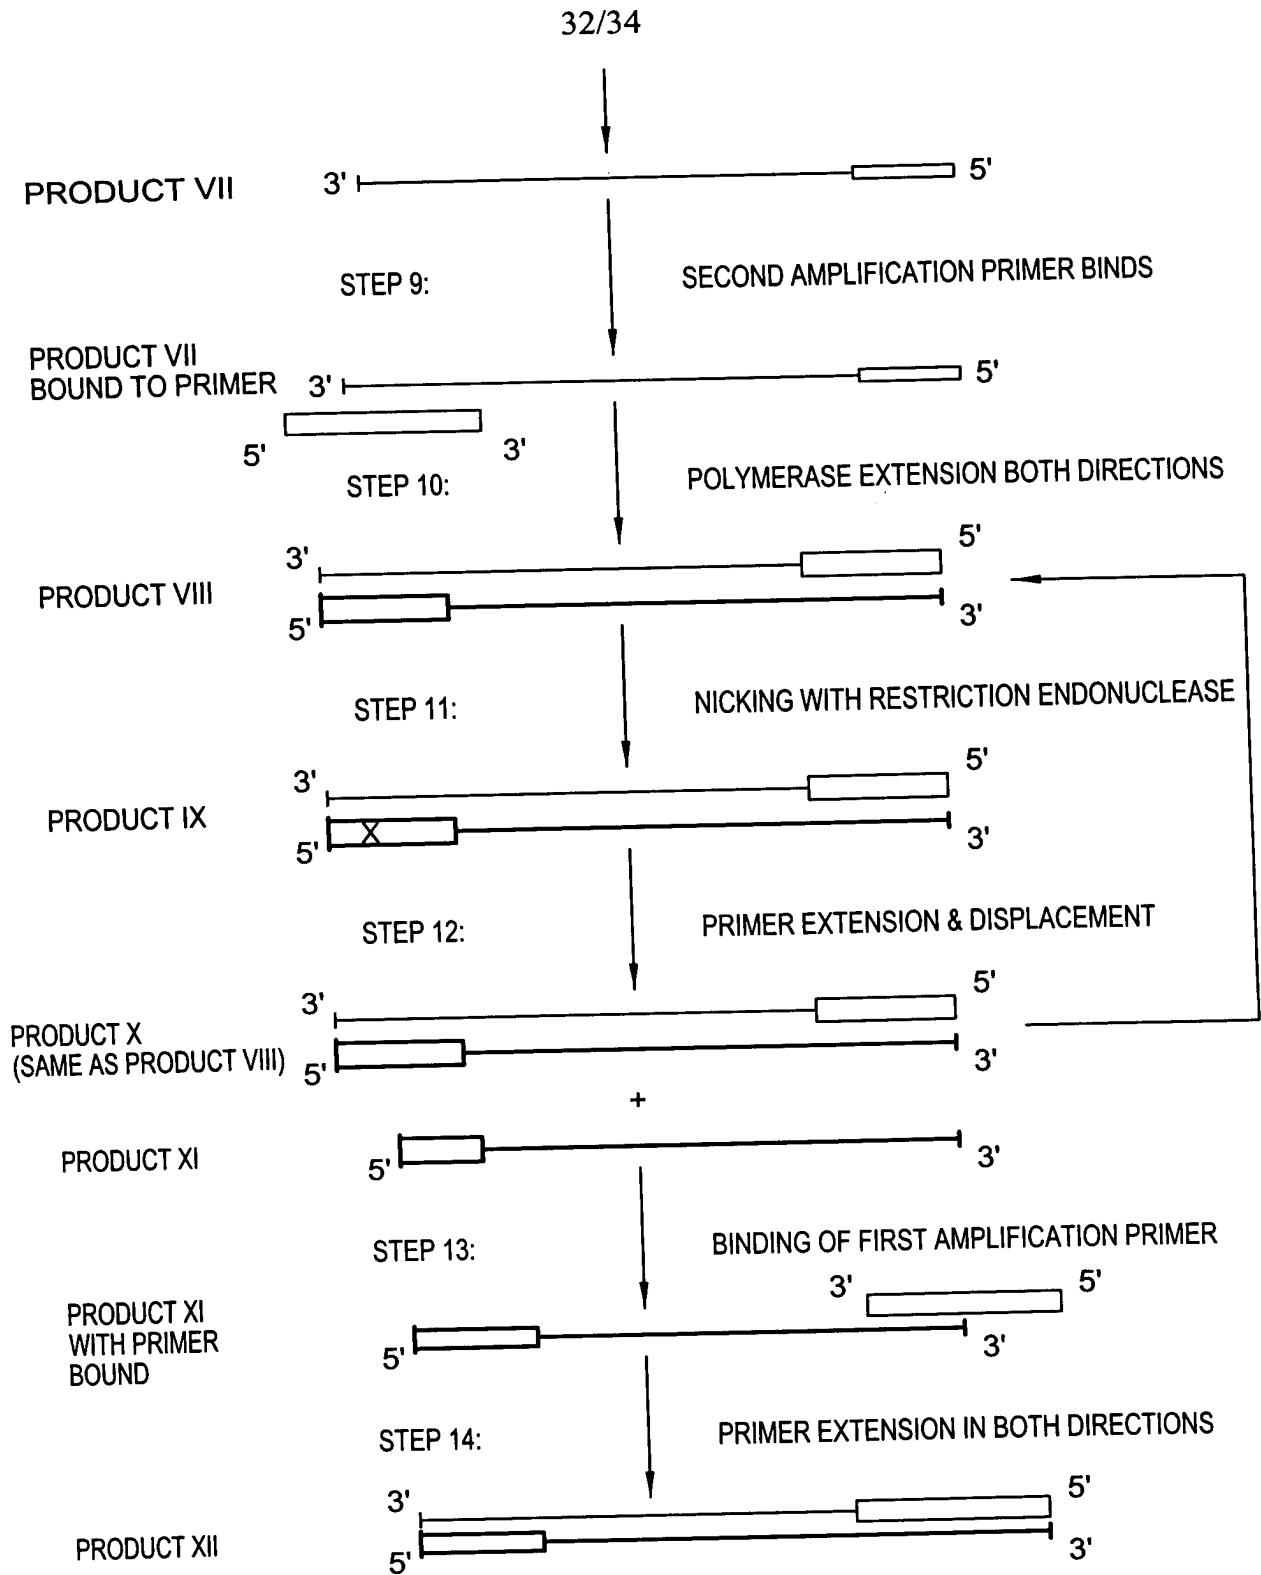 32/34
PRODUCT VII
3'
5'
STEP 9:
SECOND AMPLIFICATION PRIMER BINDS
PRODUCT VII
BOUND TO PRIMER
3'
5'
5'
3'
STEP 10:
POLYMERASE EXTENSION BOTH DIRECTIONS
3'
5'
PRODUCT VIII
5'
3'
STEP 11:
NICKING WITH RESTRICTION ENDONUCLEASE
3'
5'
PRODUCT IX
X
5'
3'
STEP 12:
PRIMER EXTENSION & DISPLACEMENT
3'
5'
PRODUCT X
(SAME AS PRODUCT VIII)
5'
3'
+
PRODUCT XI
5'
3'
STEP 13:
BINDING OF FIRST AMPLIFICATION PRIMER
3'
5'
PRODUCT XI
WITH PRIMER
BOUND
5'
3'
STEP 14:
PRIMER EXTENSION IN BOTH DIRECTIONS
3'
5'
PRODUCT XII
5'
3'